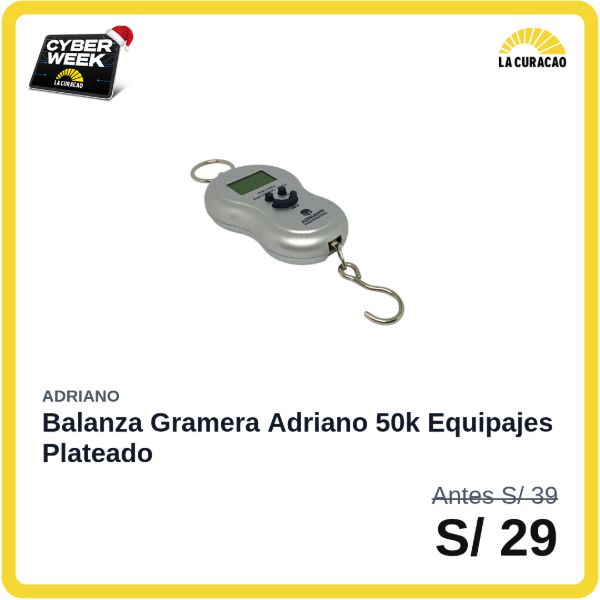 CYBER
WEEK
LA CURACAO
LA CURACAO
ADRIANO
Balanza Gramera Adriano 50k Equipajes
Plateado
Antes S/ 39
S/ 29